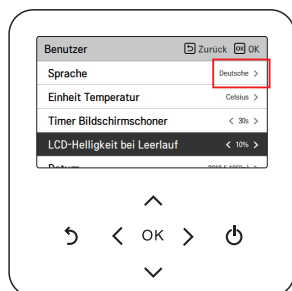 Benutzer Zurück OK OK
Sprache Deutsche >
Einheit Temperatur Celsius >
Timer Bildschirmschoner < 30s >
LCD-Helligkeit bei Leerlauf < 10% >
OK